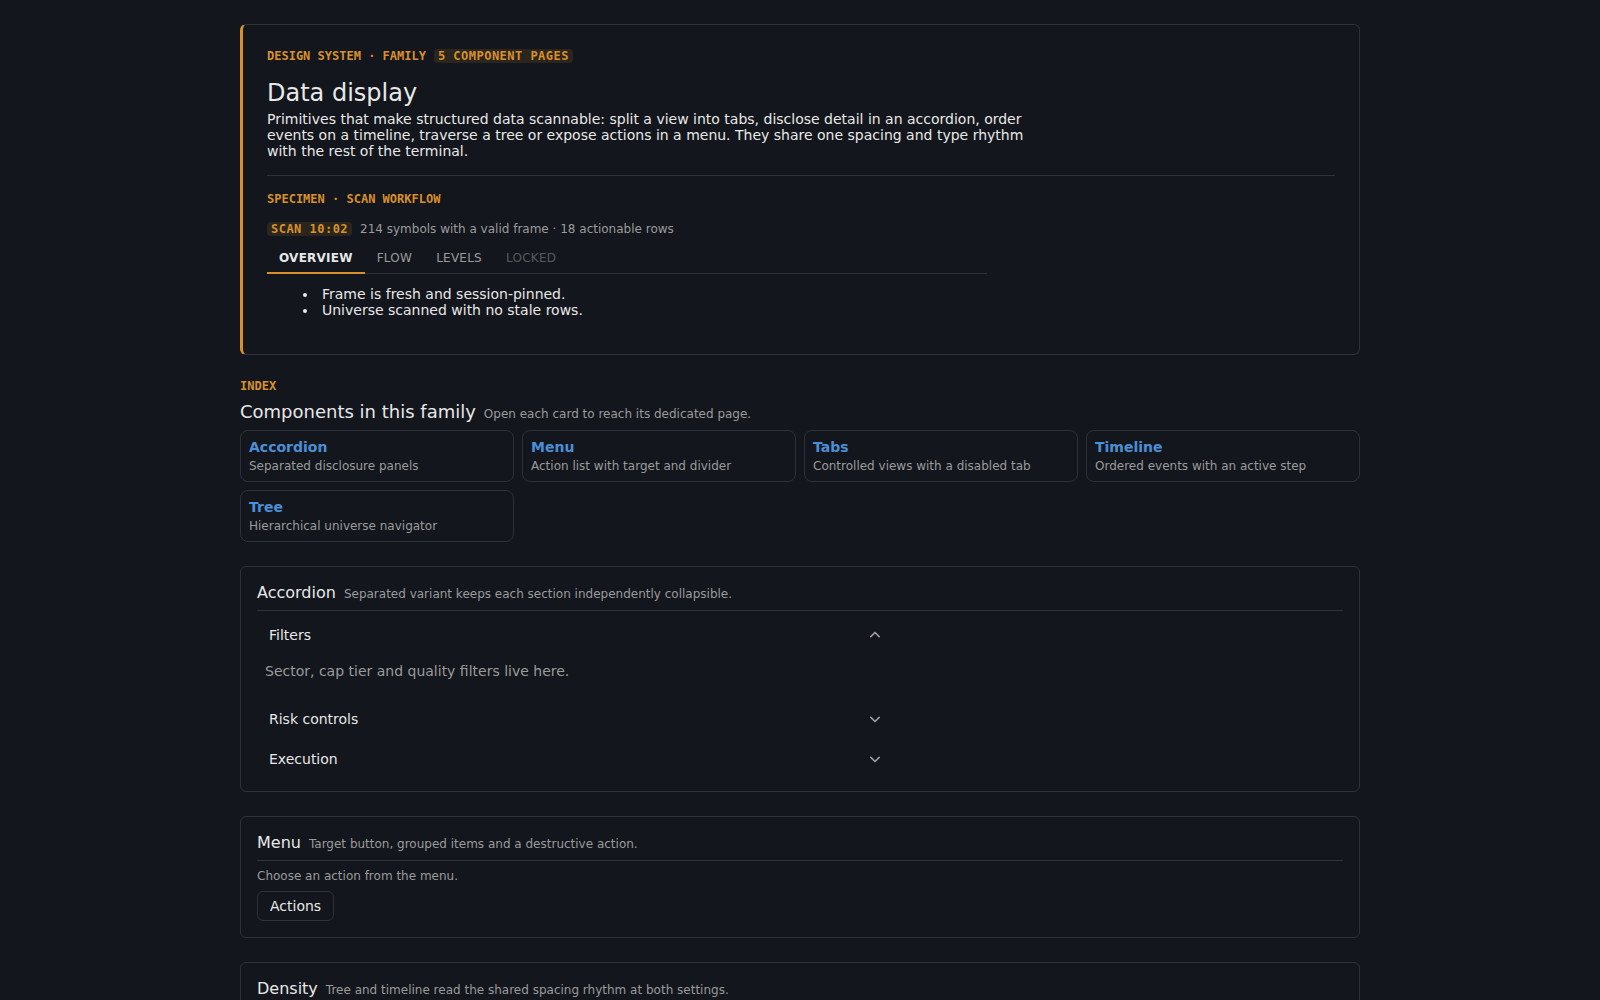 DESIGN SYSTEM · FAMILY 5 COMPONENT PAGES
Data display
Primitives that make structured data scannable: split a view into tabs, disclose detail in an accordion, order
events on a timeline, traverse a tree or expose actions in a menu. They share one spacing and type rhythm
with the rest of the terminal.
SPECIMEN · SCAN WORKFLOW
SCAN 10:02 214 symbols with a valid frame · 18 actionable rows
OVERVIEW FLOW LEVELS LOCKED
• Frame is fresh and session-pinned.
• Universe scanned with no stale rows.
INDEX
Components in this family Open each card to reach its dedicated page.
Accordion
Separated disclosure panels
Menu
Action list with target and divider
Tabs
Controlled views with a disabled tab
Timeline
Ordered events with an active step
Tree
Hierarchical universe navigator
Accordion Separated variant keeps each section independently collapsible.
Filters
Sector, cap tier and quality filters live here.
Risk controls
Execution
Menu Target button, grouped items and a destructive action.
Choose an action from the menu.
Actions
Density Tree and timeline read the shared spacing rhythm at both settings.